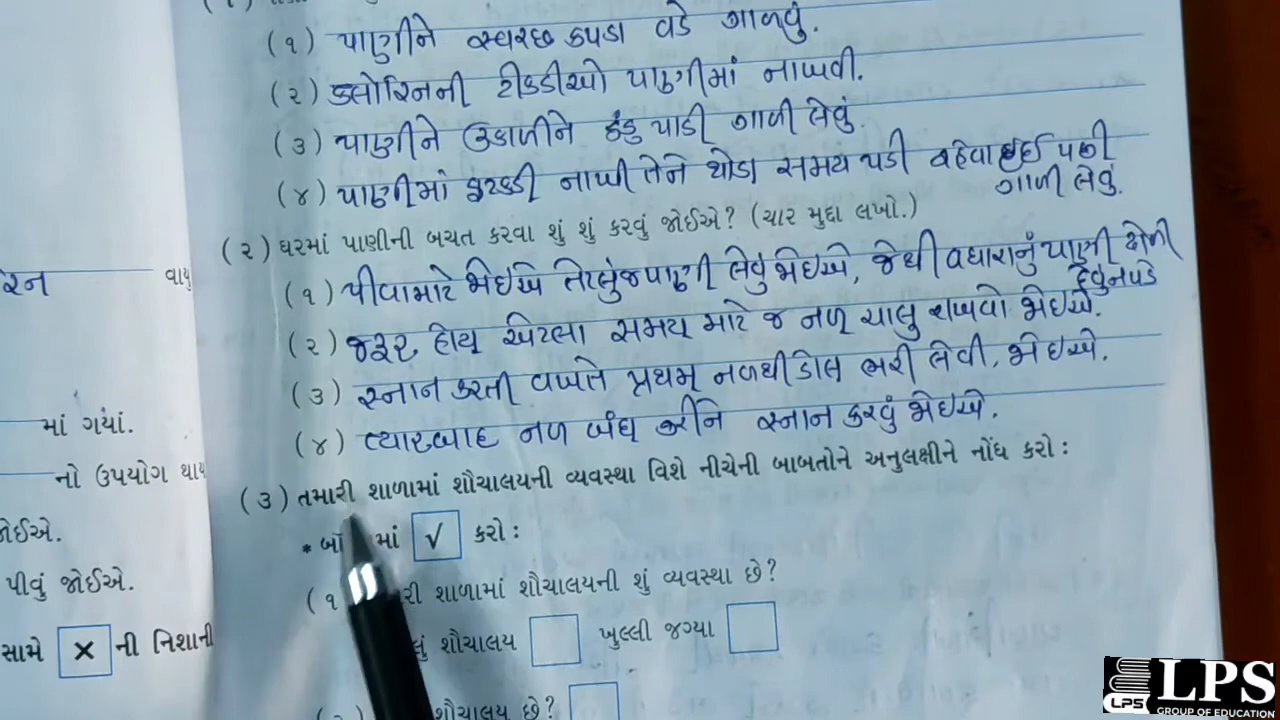 (૧) પાણીને સ્વચ્છ કપડા વડે ગાળવું.
(૨) ક્લોરિનની ટીકડીઓ પાણીમાં નાખવી.
(૩) પાણીને ઉકાળીને ઠંડુ પાડી ગાળી લેવું.
(૪) પાણીમાં ફટકડી નાખી તેને થોડા સમય પડી રહેવા દઈ પછી
ગાળી લેવું.
(૨) ઘરમાં પાણીની બચત કરવા શું શું કરવું જોઈએ? (ચાર મુદ્દા લખો.)
(૧) પીવામાટે જોઈએ તેટલુંજ પાણી લેવું જોઈએ, જેથી વધારાનું પાણી ઢોળી
દેવું ન પડે
(૨) જરૂર હોય એટલા સમય માટે જ નળ ચાલુ રાખવો જોઈએ.
(૩) સ્નાન કરતી વખતે પ્રથમ નળથી ડોલ ભરી લેવી, જોઈએ.
(૪) ત્યારબાદ નળ બંધ કરીને સ્નાન કરવું જોઈએ.
(૩) તમારી શાળામાં શૌચાલયની વ્યવસ્થા વિશે નીચેની બાબતોને અનુલક્ષીને નોંધ કરો :
* માં √ કરો :
(૧ શાળામાં શૌચાલયની શું વ્યવસ્થા છે?
શૌચાલય ખુલ્લી જગ્યા
શૌચાલય છે?
વાયુ
માં ગયાં.
નો ઉપયોગ થાય
જોઈએ.
પીવું જોઈએ.
સામે × ની નિશાની
LPS
LPS
GROUP OF EDUCATION